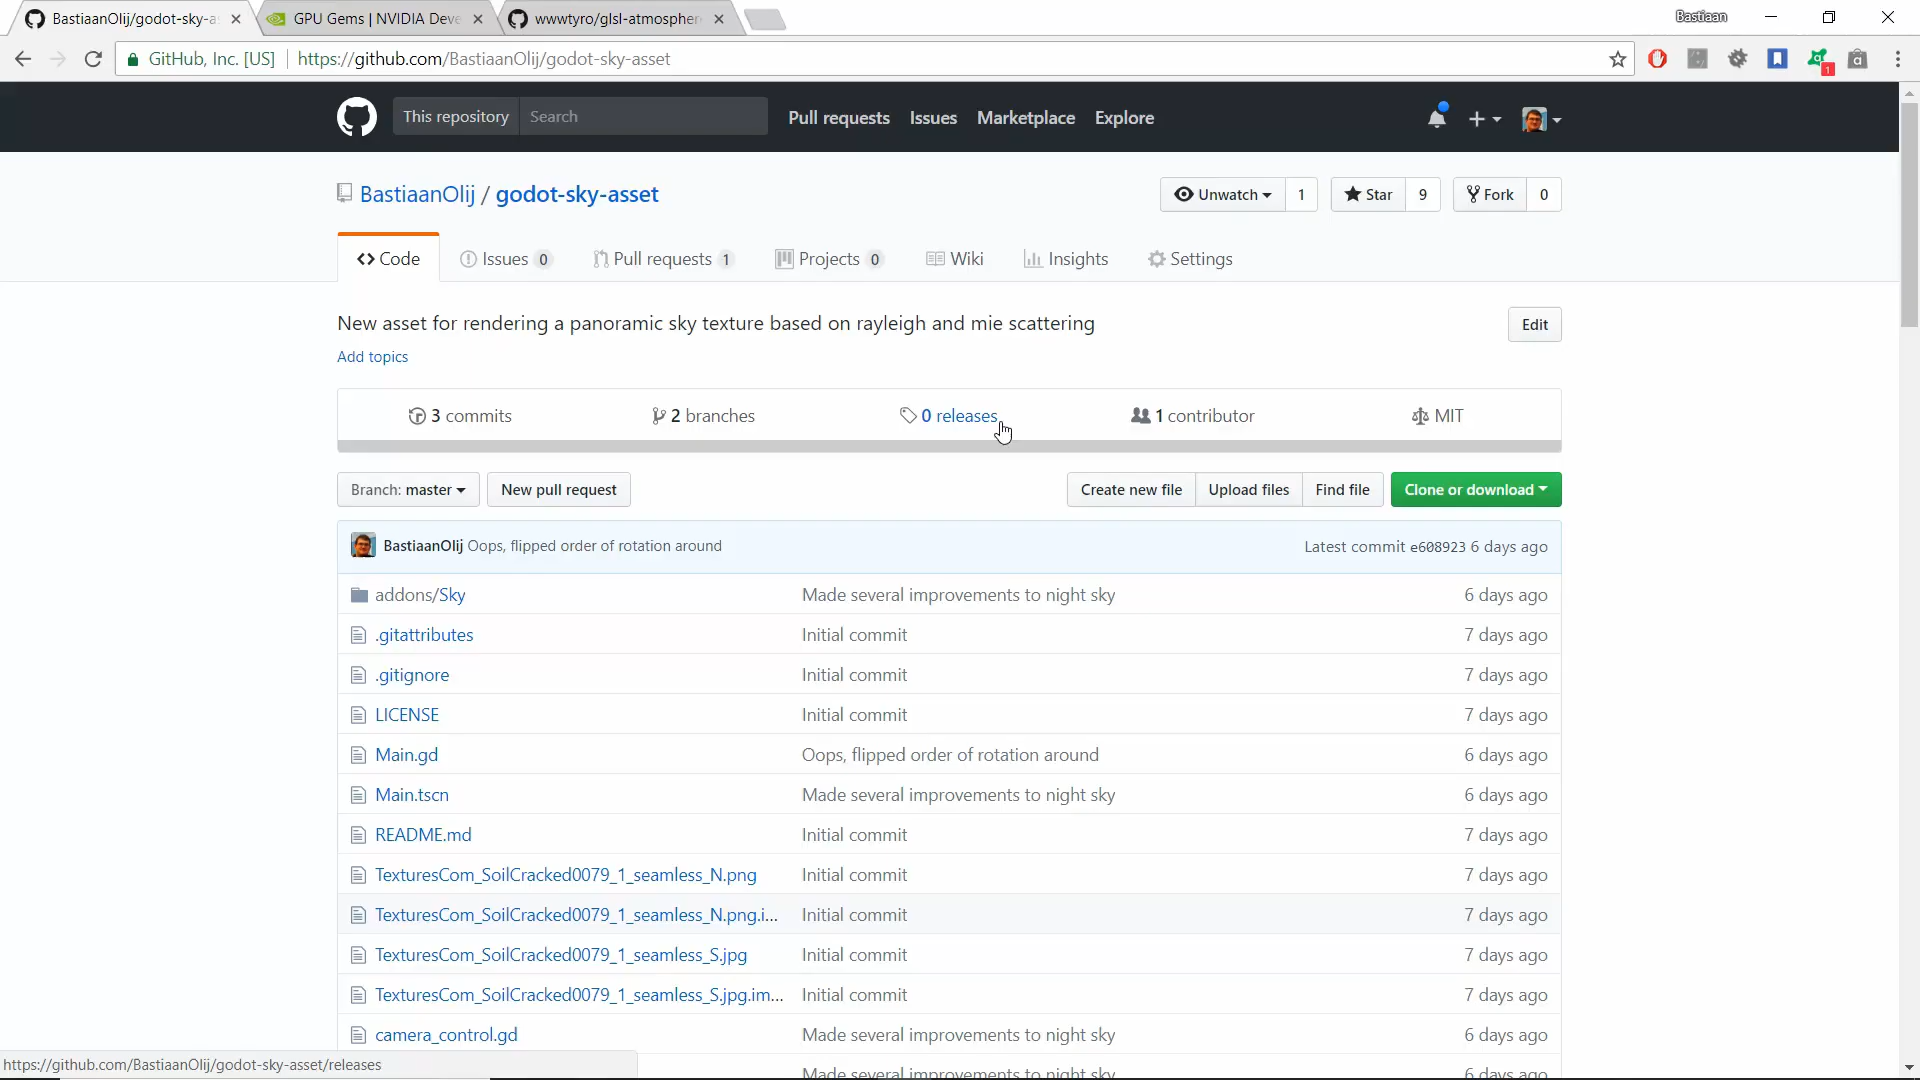 BastiaanOlij/godot-sky-a
GPU Gems | NVIDIA Deve
wwwtyro/glsl-atmospher
Bastiaan
GitHub, Inc. [US] https://github.com/BastiaanOlij/godot-sky-asset
1
This repository Search Pull requests Issues Marketplace Explore
BastiaanOlij / godot-sky-asset
Unwatch 1 Star 9 Fork 0
Code Issues 0 Pull requests 1 Projects 0 Wiki Insights Settings
New asset for rendering a panoramic sky texture based on rayleigh and mie scattering
Edit
Add topics
3 commits 2 branches 0 releases 1 contributor MIT
Branch: master New pull request Create new file Upload files Find file Clone or download
BastiaanOlij Oops, flipped order of rotation around Latest commit e608923 6 days ago
addons/Sky Made several improvements to night sky 6 days ago
.gitattributes Initial commit 7 days ago
.gitignore Initial commit 7 days ago
LICENSE Initial commit 7 days ago
Main.gd Oops, flipped order of rotation around 6 days ago
Main.tscn Made several improvements to night sky 6 days ago
README.md Initial commit 7 days ago
TexturesCom_SoilCracked0079_1_seamless_N.png Initial commit 7 days ago
TexturesCom_SoilCracked0079_1_seamless_N.png.i... Initial commit 7 days ago
TexturesCom_SoilCracked0079_1_seamless_S.jpg Initial commit 7 days ago
TexturesCom_SoilCracked0079_1_seamless_S.jpg.im... Initial commit 7 days ago
camera_control.gd Made several improvements to night sky 6 days ago
https://github.com/BastiaanOlij/godot-sky-asset/releases
Made several improvements to night sky 6 days ago